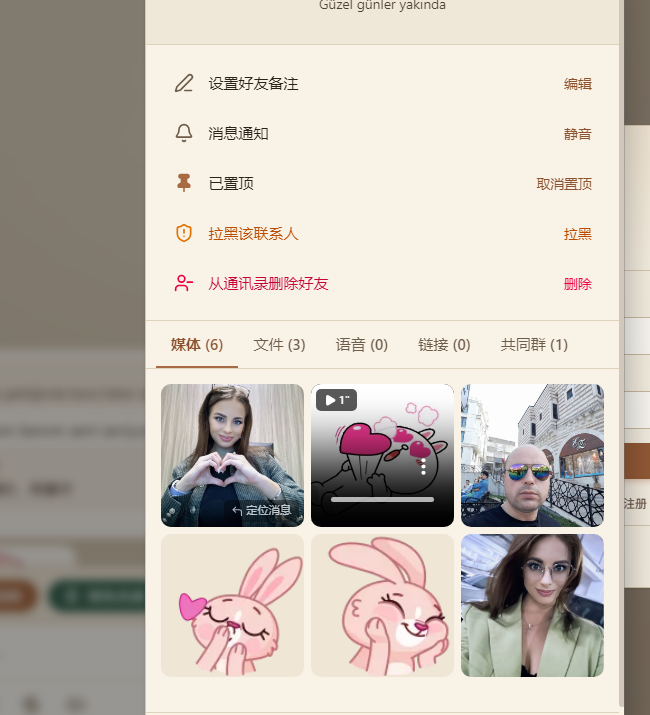 Güzel günler yakında
设置好友备注 编辑
消息通知 静音
已置顶 取消置顶
拉黑该联系人 拉黑
从通讯录删除好友 删除
媒体 (6) 文件 (3) 语音 (0) 链接 (0) 共同群 (1)
1"
定位消息
注册